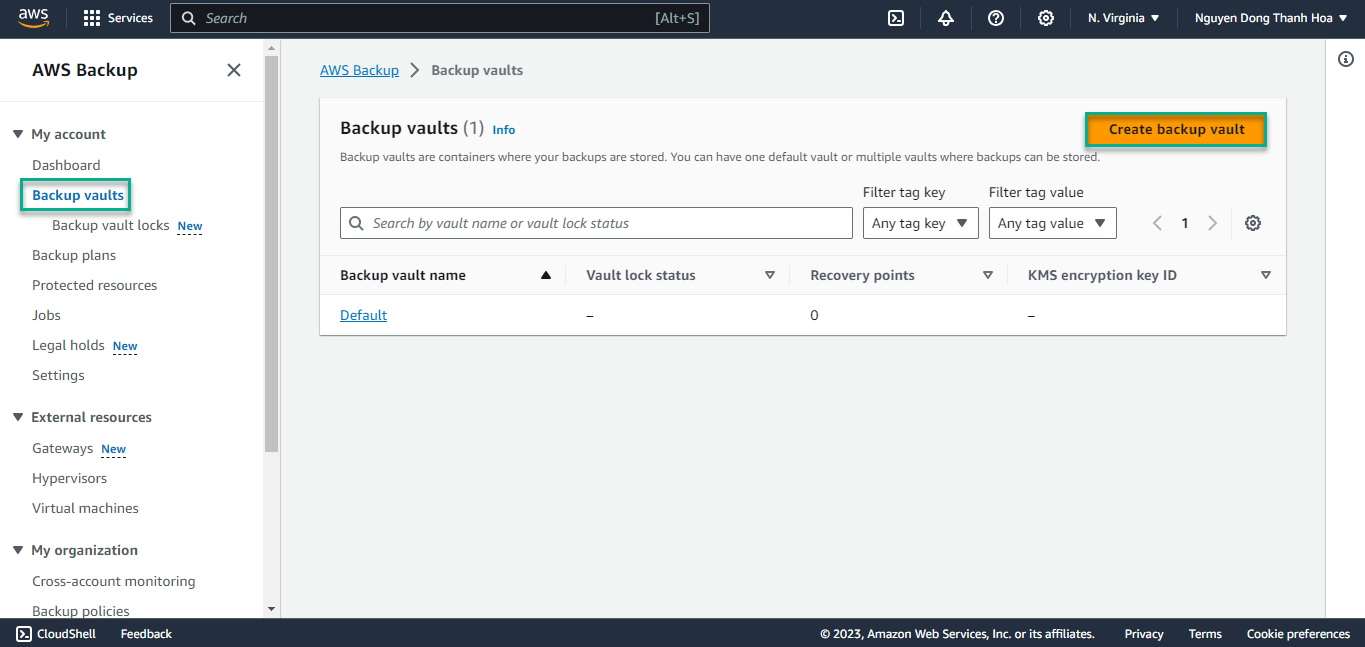 aws
Services
Search [Alt+S]
N. Virginia
Nguyen Dong Thanh Hoa
AWS Backup
My account
Dashboard
Backup vaults
Backup vault locks New
Backup plans
Protected resources
Jobs
Legal holds New
Settings
External resources
Gateways New
Hypervisors
Virtual machines
My organization
Cross-account monitoring
Backup policies
AWS Backup > Backup vaults
Backup vaults (1) Info
Create backup vault
Backup vaults are containers where your backups are stored. You can have one default vault or multiple vaults where backups can be stored.
Filter tag key Filter tag value
Search by vault name or vault lock status Any tag key Any tag value 1
Backup vault name Vault lock status Recovery points KMS encryption key ID
Default – 0 –
CloudShell Feedback © 2023, Amazon Web Services, Inc. or its affiliates. Privacy Terms Cookie preferences